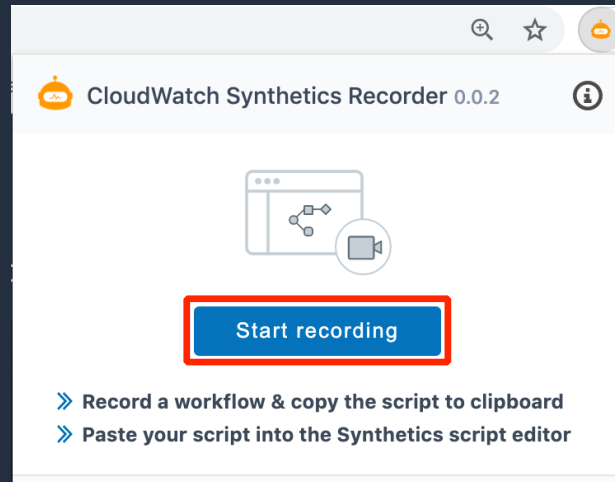 CloudWatch Synthetics Recorder 0.0.2
Start recording
Record a workflow & copy the script to clipboard
Paste your script into the Synthetics script editor